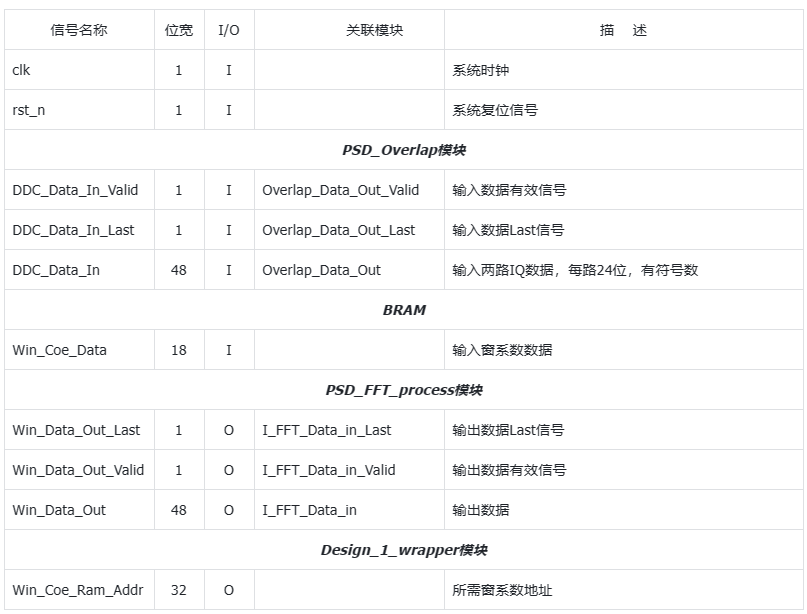 信号名称 位宽 I/O 关联模块 描 述
clk 1 I 系统时钟
rst_n 1 I 系统复位信号
PSD_Overlap模块
DDC_Data_In_Valid 1 I Overlap_Data_Out_Valid 输入数据有效信号
DDC_Data_In_Last 1 I Overlap_Data_Out_Last 输入数据Last信号
DDC_Data_In 48 I Overlap_Data_Out 输入两路IQ数据，每路24位，有符号数
BRAM
Win_Coe_Data 18 I 输入窗系数数据
PSD_FFT_process模块
Win_Data_Out_Last 1 O I_FFT_Data_in_Last 输出数据Last信号
Win_Data_Out_Valid 1 O I_FFT_Data_in_Valid 输出数据有效信号
Win_Data_Out 48 O I_FFT_Data_in 输出数据
Design_1_wrapper模块
Win_Coe_Ram_Addr 32 O 所需窗系数地址